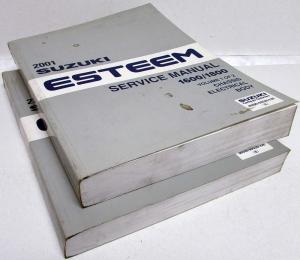 2001
SUZUKI
ESTEEM
SERVICE MANUAL
1600/1800
VOLUME 1 OF 2
CHASSIS
ELECTRICAL
BODY
SUZUKI